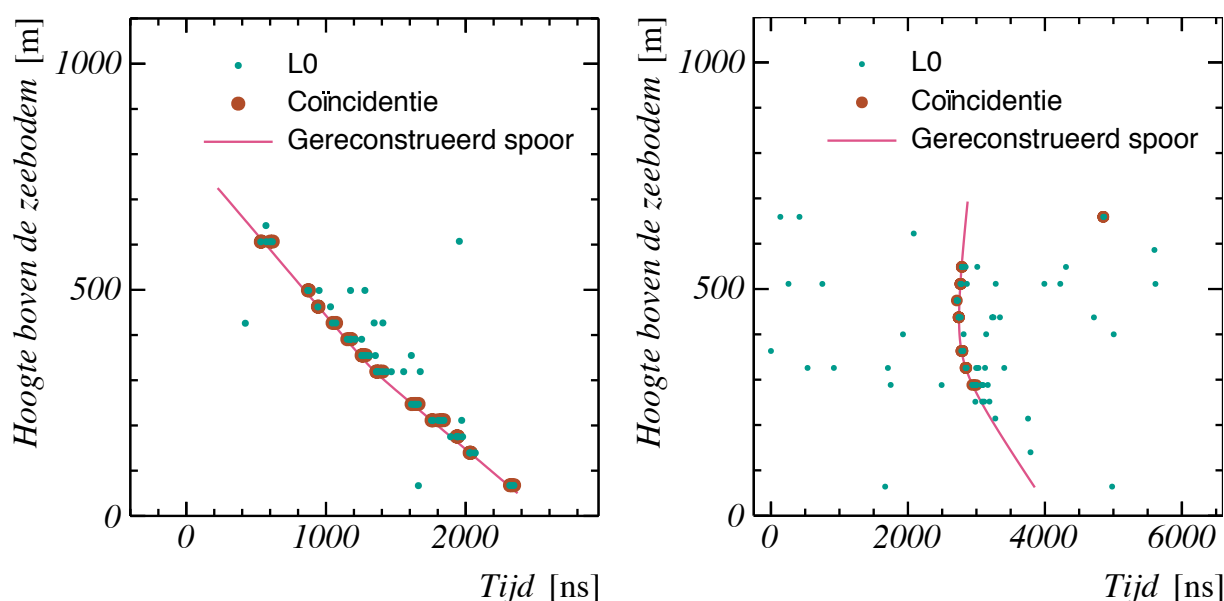 Hoogte boven de zeebodem [m]
1000
500
0
L0
Coïncidentie
Gereconstrueerd spoor
0
1000
2000
Tijd [ns]
Hoogte boven de zeebodem [m]
1000
500
0
L0
Coïncidentie
Gereconstrueerd spoor
0
2000
4000
6000
Tijd [ns]